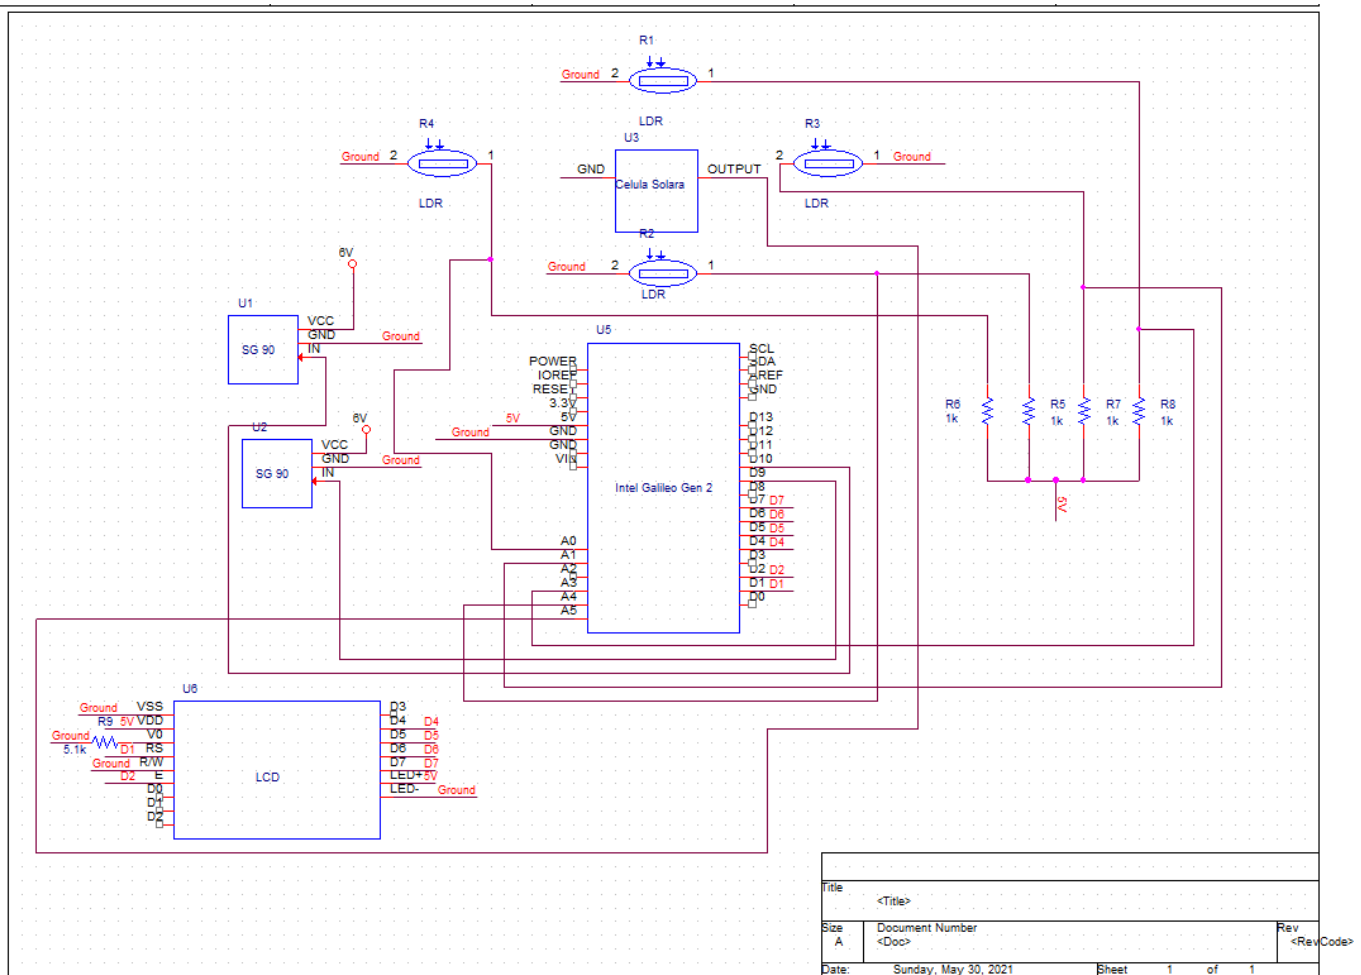 R1
Ground 2 1
LDR
R4
Ground 2 1
LDR
U3
GND OUTPUT
Celula Solara
R3
2 1 Ground
LDR
R2
Ground 2 1
LDR
6V
U1
SG 90
VCC
GND Ground
IN
6V
U2
SG 90
VCC
GND Ground
IN
U5
Intel Galileo Gen 2
POWER
IOREF
RESET
3.3V
5V 5V
Ground GND
GND
VIN
A0
A1
A2
A3
A4
A5
SCL
SDA
AREF
GND
D13
D12
D11
D10
D9
D8
D7 D7
D6 D6
D5 D5
D4 D4
D3
D2 D2
D1 D1
D0
R6
1k
R5
1k
R7
1k
R8
1k
5V
U6
LCD
Ground VSS
R9 5V VDD
Ground V0
5.1k D1 RS
Ground R/W
D2 E
D0
D1
D2
D3
D4 D4
D5 D5
D6 D6
D7 D7
LED+ 5V
LED- Ground
Title
<Title>
Size Document Number Rev
A <Doc> <RevCode>
Date: Sunday, May 30, 2021 Sheet 1 of 1